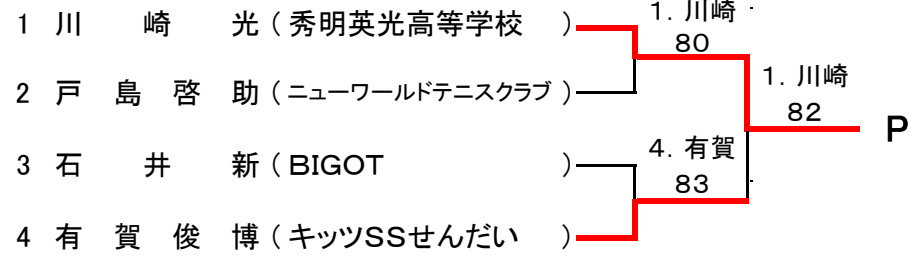 1 川 崎 光 ( 秀明英光高等学校 )
1. 川崎
80
2 戸 島 啓 助 ( ニューワールドテニスクラブ )
1. 川崎
82
P
3 石 井 新 ( BIGOT )
4. 有賀
83
4 有 賀 俊 博 ( キッツSSせんだい )